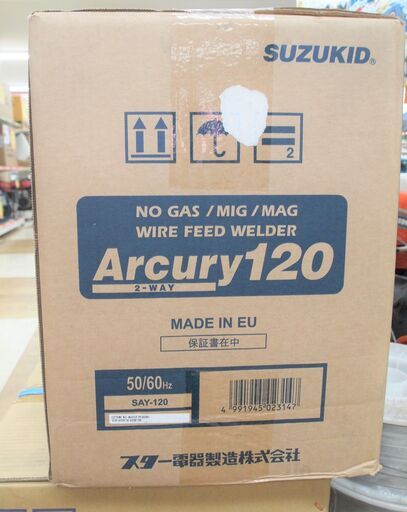 SUZUKID®
2
NO GAS / MIG / MAG
WIRE FEED WELDER
Arcury120
2-WAY
MADE IN EU
保証書在中
50/60Hz
SAY-120
4 991945 023147
スター電器製造株式会社